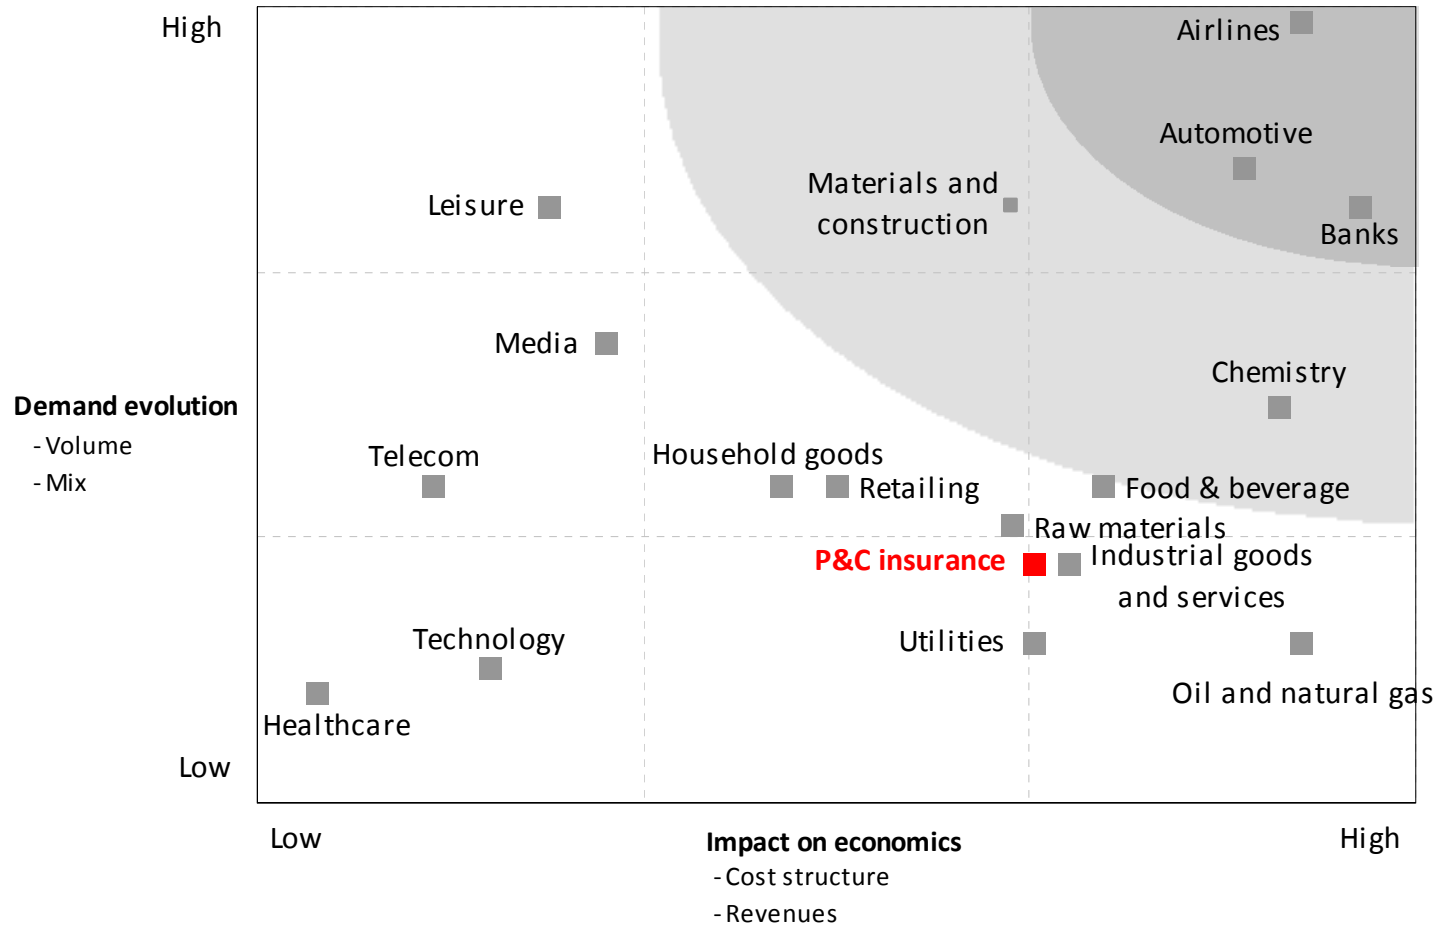 High
Airlines
Automotive
Materials and
construction
Leisure
Banks
Media
Chemistry
Demand evolution
- Volume
- Mix
Telecom
Household goods
Retailing
Food & beverage
Raw materials
P&C insurance
Industrial goods
and services
Technology
Utilities
Oil and natural gas
Healthcare
Low
Low
Impact on economics
High
- Cost structure
- Revenues